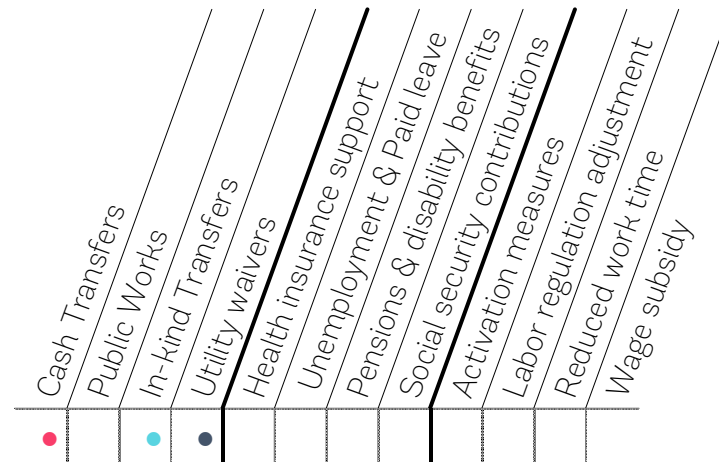 Cash Transfers
Public Works
In-kind Transfers
Utility waivers
Health insurance support
Unemployment & Paid leave
Pensions & disability benefits
Social security contributions
Activation measures
Labor regulation adjustment
Reduced work time
Wage subsidy